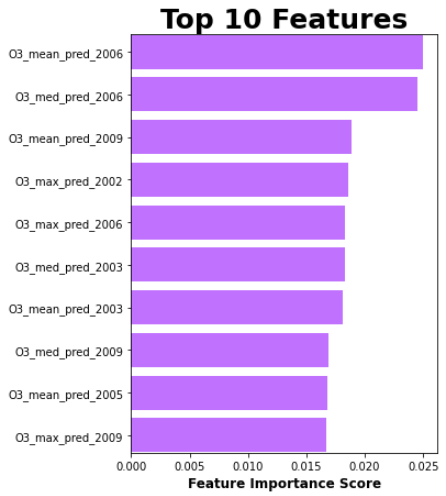 Top 10 Features
O3_mean_pred_2006
O3_med_pred_2006
O3_mean_pred_2009
O3_max_pred_2002
O3_max_pred_2006
O3_med_pred_2003
O3_mean_pred_2003
O3_med_pred_2009
O3_mean_pred_2005
O3_max_pred_2009
0.000 0.005 0.010 0.015 0.020 0.025
Feature Importance Score